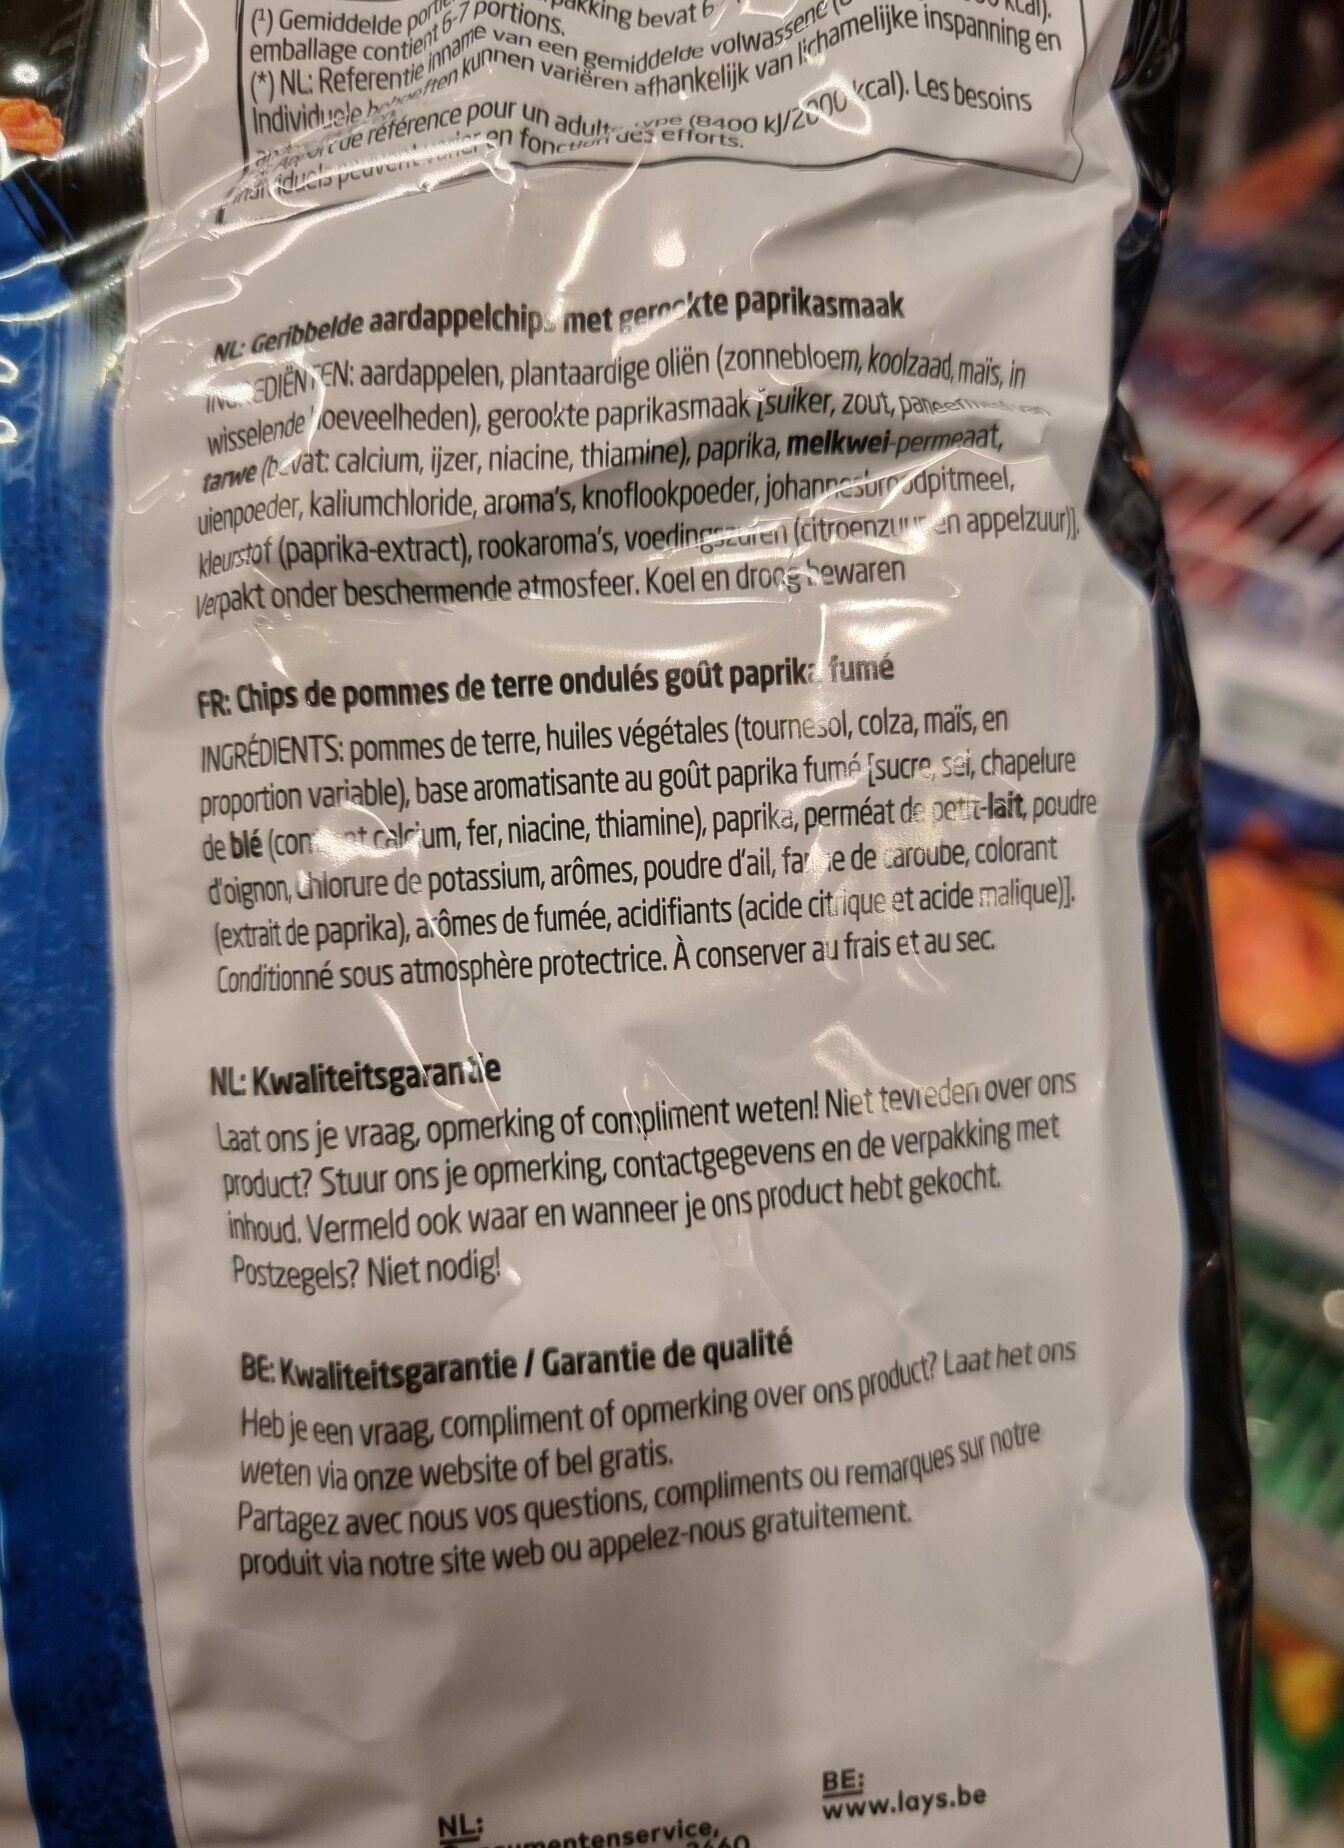 (¹) Gemiddelde
bevat 6
emballage contient 6-7 portions.
(*) NL: Referentie inname van een gemiddelde volwassene
Individuele behoeften kunnen variëren afhankelijk van lichamelijke inspanning en
de référence pour un adulte type (8400 kJ/2000 kcal). Les besoins
individuels peuvent varier en fonction des efforts.
NL: Geribbelde aardappelchips met gerookte paprikasmaak
INGREDIËNTEN: aardappelen, plantaardige oliën (zonnebloem, koolzaad, maïs, in
wisselende hoeveelheden), gerookte paprikasmaak [suiker, zout, paneermeel van
tarwe (bevat: calcium, ijzer, niacine, thiamine), paprika, melkwei-permeaat,
uienpoeder, kaliumchloride, aroma's, knoflookpoeder, johannesbroodpitmeel,
kleurstof (paprika-extract), rookaroma's, voedingszuren (citroenzuur en appelzuur)].
Verpakt onder beschermende atmosfeer. Koel en droog bewaren
FR: Chips de pommes de terre ondulés goût paprika fumé
INGRÉDIENTS: pommes de terre, huiles végétales (tournesol, colza, maïs, en
proportion variable), base aromatisante au goût paprika fumé [sucre, sel, chapelure
de blé (contenant calcium, fer, niacine, thiamine), paprika, perméat de petit-lait, poudre
d'oignon, chlorure de potassium, arômes, poudre d'ail, farine de caroube, colorant
(extrait de paprika), arômes de fumée, acidifiants (acide citrique et acide malique)].
Conditionné sous atmosphère protectrice. À conserver au frais et au sec.
NL: Kwaliteitsgarantie
Laat ons je vraag, opmerking of compliment weten! Niet tevreden over ons
product? Stuur ons je opmerking, contactgegevens en de verpakking met
inhoud. Vermeld ook waar en wanneer je ons product hebt gekocht.
Postzegels? Niet nodig!
BE: Kwaliteitsgarantie / Garantie de qualité
Heb je een vraag, compliment of opmerking over ons product? Laat het ons
weten via onze website of bel gratis.
Partagez avec nous vos questions, compliments ou remarques sur notre
produit via notre site web ou appelez-nous gratuitement.
BE:
www.lays.be
NL: